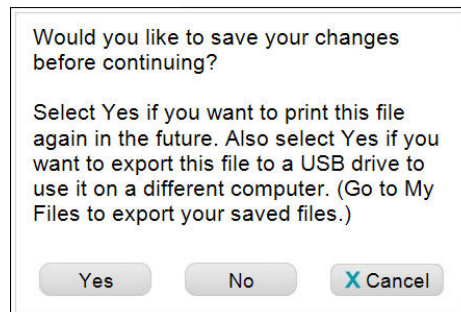 Would you like to save your changes
before continuing?
Select Yes if you want to print this file
again in the future. Also select Yes if you
want to export this file to a USB drive to
use it on a different computer. (Go to My
Files to export your saved files.)
Yes No X Cancel